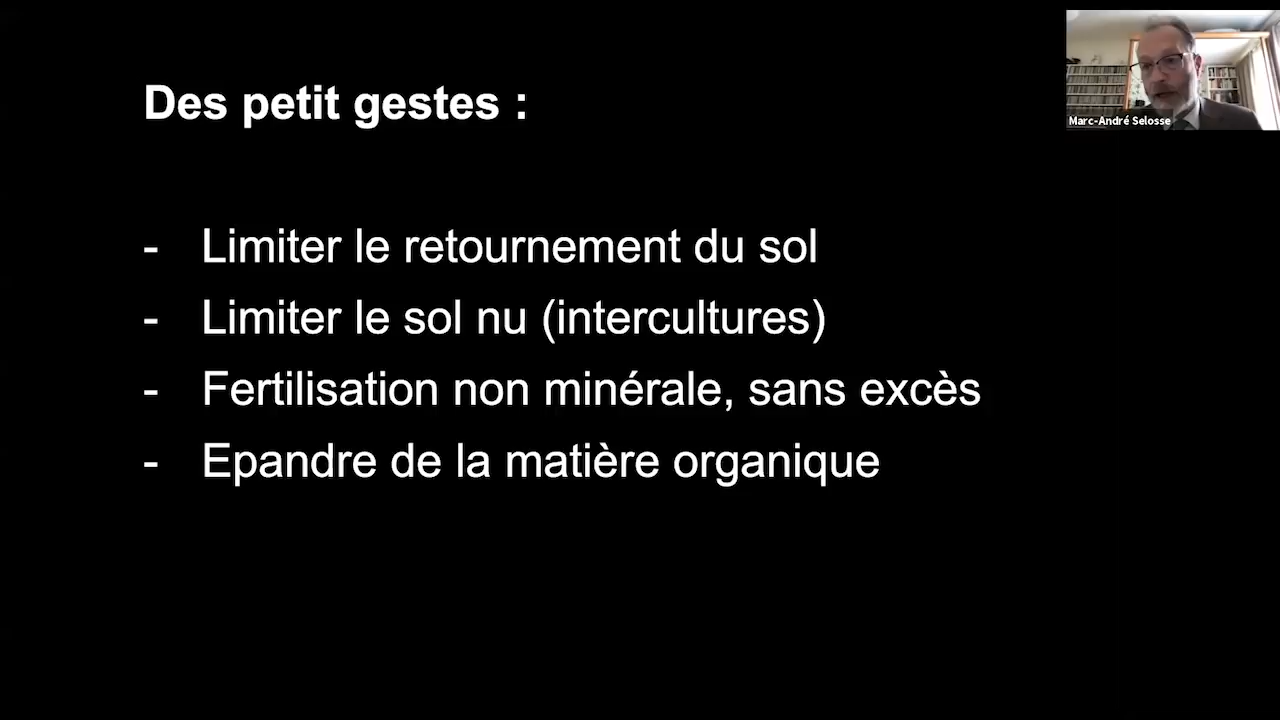 Des petit gestes :
Marc-André Selosse
- Limiter le retournement du sol
- Limiter le sol nu (intercultures)
- Fertilisation non minérale, sans excès
- Epandre de la matière organique